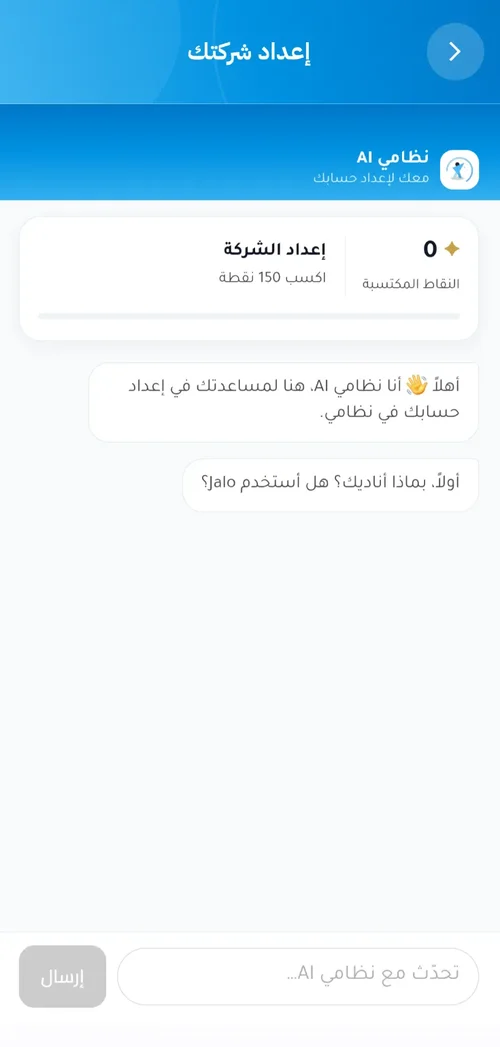 إعداد شركتك
نظامي AI
معك لإعداد حسابك
0
النقاط المكتسبة
إعداد الشركة
اكسب 150 نقطة
أهلاً 👋 أنا نظامي AI، هنا لمساعدتك في إعداد
حسابك في نظامي.
أولاً، بماذا أناديك؟ هل أستخدم Jalo؟
تحدّث مع نظامي AI...
إرسال